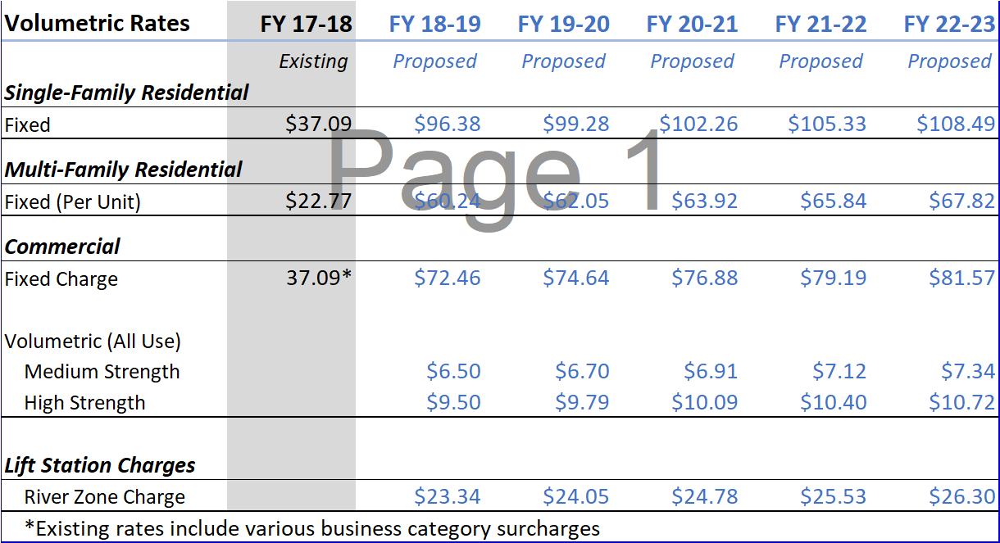 Volumetric Rates FY 17-18 FY 18-19 FY 19-20 FY 20-21 FY 21-22 FY 22-23
Existing Proposed Proposed Proposed Proposed Proposed
Single-Family Residential
Fixed $37.09 $96.38 $99.28 $102.26 $105.33 $108.49
Page 1
Multi-Family Residential
Fixed (Per Unit) $22.77 $60.24 $62.05 $63.92 $65.84 $67.82
Commercial
Fixed Charge 37.09* $72.46 $74.64 $76.88 $79.19 $81.57
Volumetric (All Use)
Medium Strength $6.50 $6.70 $6.91 $7.12 $7.34
High Strength $9.50 $9.79 $10.09 $10.40 $10.72
Lift Station Charges
River Zone Charge $23.34 $24.05 $24.78 $25.53 $26.30
*Existing rates include various business category surcharges